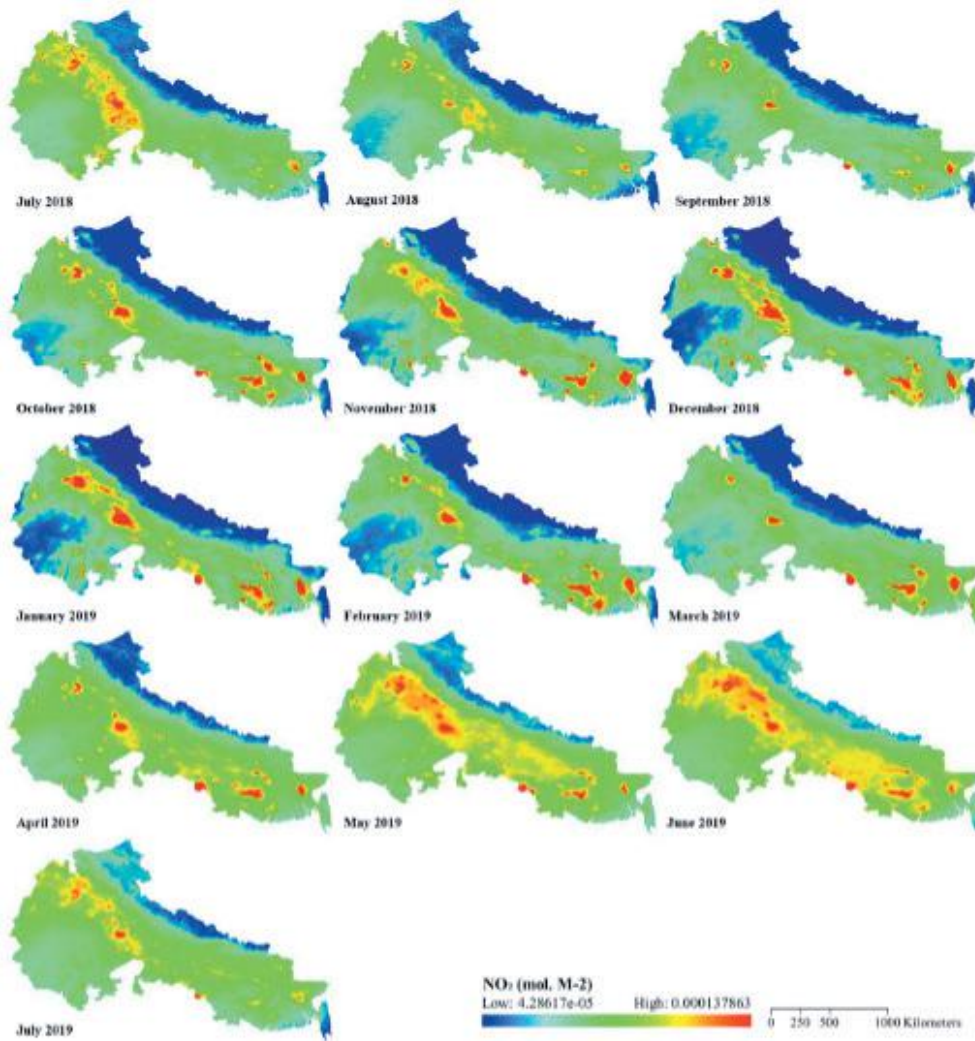 July 2018
August 2018
September 2018
October 2018
November 2018
December 2018
January 2019
February 2019
March 2019
April 2019
May 2019
June 2019
July 2019
NO₂ (mol. M-2)
Low: 4.28617e-05 High: 0.000137863
0 250 500 1000 Kilometers